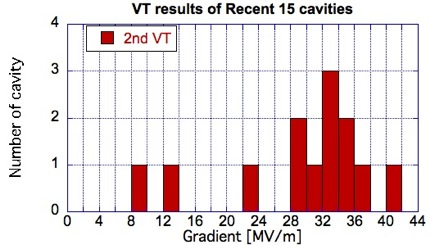 VT results of Recent 15 cavities
2nd VT
Number of cavity
4
3
2
1
0
0 4 8 12 16 20 24 28 32 36 40 44
Gradient [MV/m]